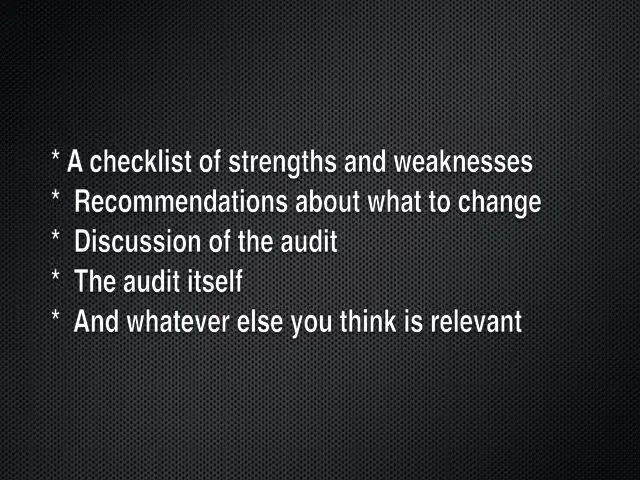 * A checklist of strengths and weaknesses
* Recommendations about what to change
* Discussion of the audit
* The audit itself
* And whatever else you think is relevant